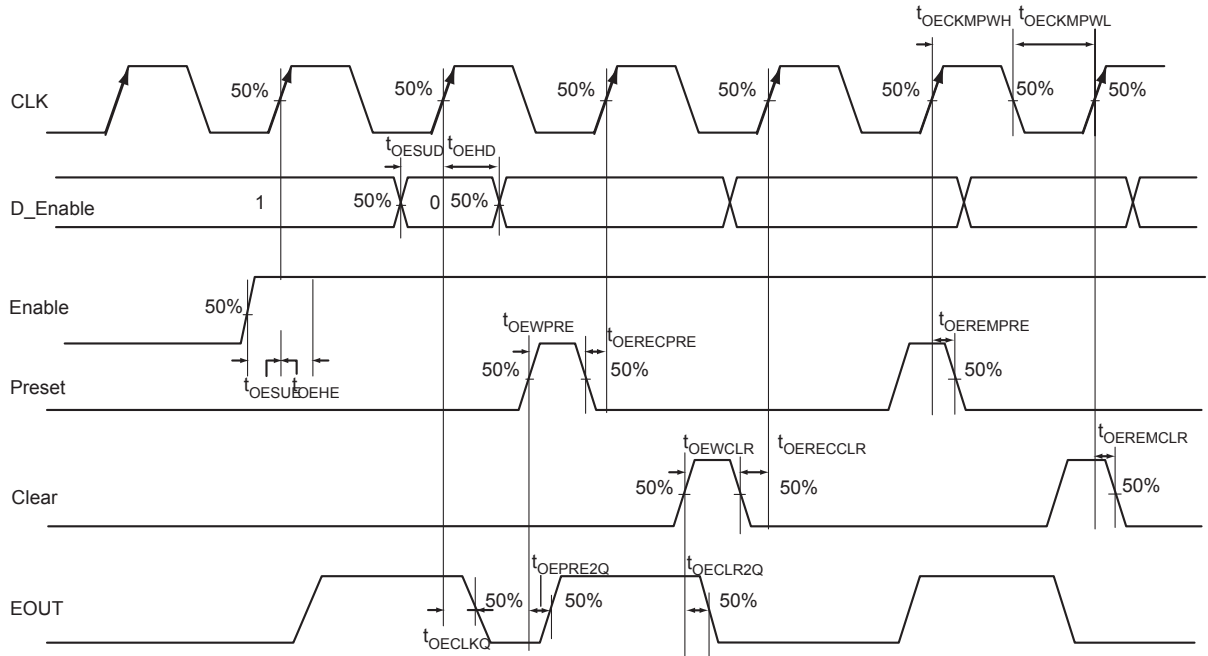 tOECKMPWH tOECKMPWL
CLK 50% 50% 50% 50% 50% 50% 50%
tOESUD tOEHD
D_Enable 1 50% 0 50%
Enable 50%
tOEWPRE tOERECPRE tOEREMPRE
Preset tOESUE tOEHE 50% 50% 50%
tOEWCLR tOERECCLR tOEREMCLR
Clear 50% 50% 50%
tOEPRE2Q tOECLR2Q
EOUT 50% 50% 50%
tOECLKQ